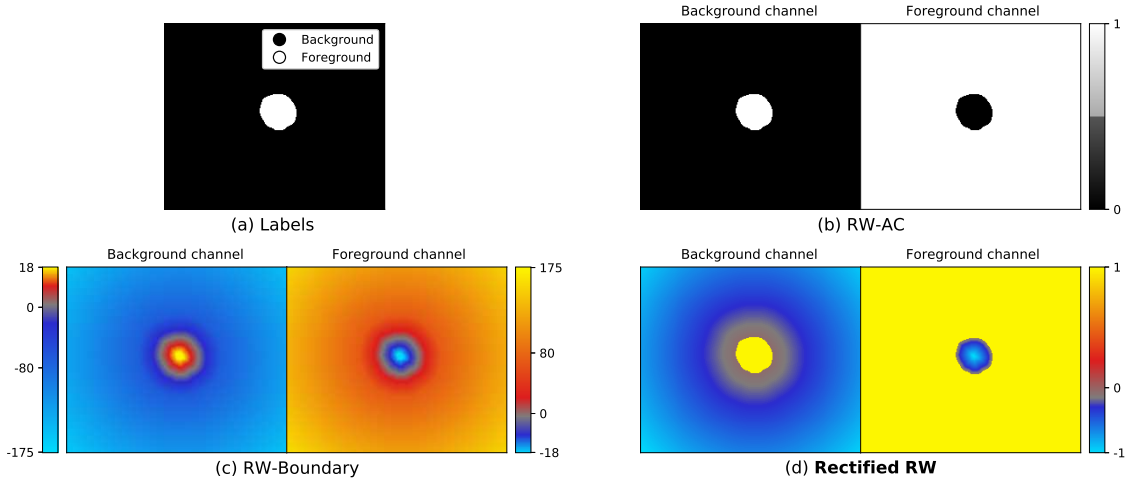 Background
Foreground
(a) Labels
Background channel
Foreground channel
1
0
(b) RW-AC
18
0
-80
-175
Background channel
Foreground channel
175
80
0
-18
(c) RW-Boundary
Background channel
Foreground channel
1
0
-1
(d) Rectified RW